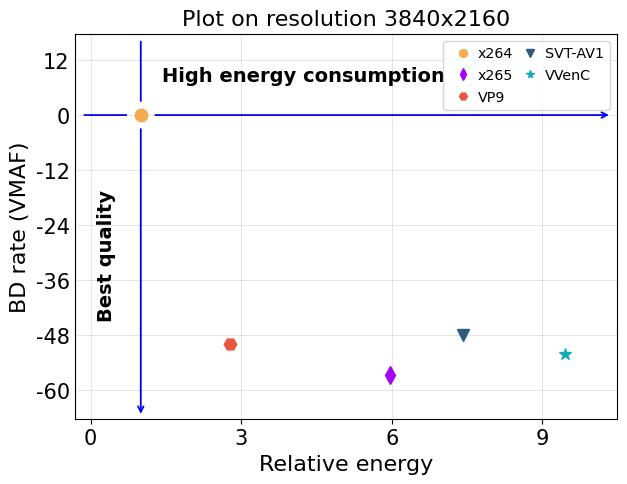 Plot on resolution 3840x2160
x264
x265
VP9
SVT-AV1
VVenC
High energy consumption
Best quality
BD rate (VMAF)
12
0
-12
-24
-36
-48
-60
0 3 6 9
Relative energy